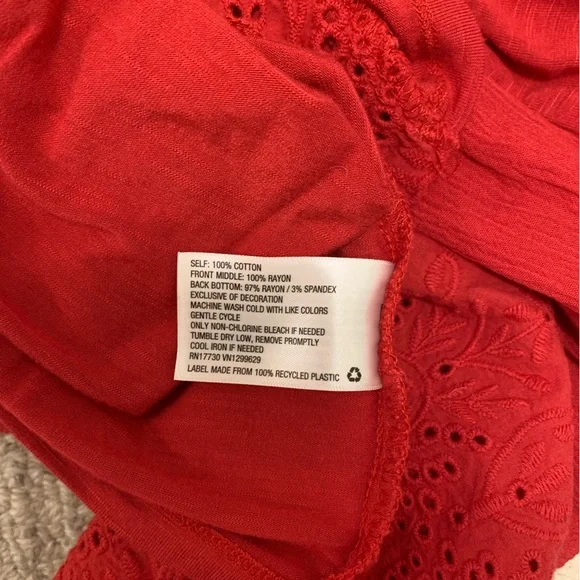 SELF: 100% COTTON
FRONT MIDDLE: 100% RAYON
BACK BOTTOM: 97% RAYON / 3% SPANDEX
EXCLUSIVE OF DECORATION
MACHINE WASH COLD WITH LIKE COLORS
GENTLE CYCLE
ONLY NON-CHLORINE BLEACH IF NEEDED
TUMBLE DRY LOW, REMOVE PROMPTLY
COOL IRON IF NEEDED
RN17730 VN1299629
LABEL MADE FROM 100% RECYCLED PLASTIC